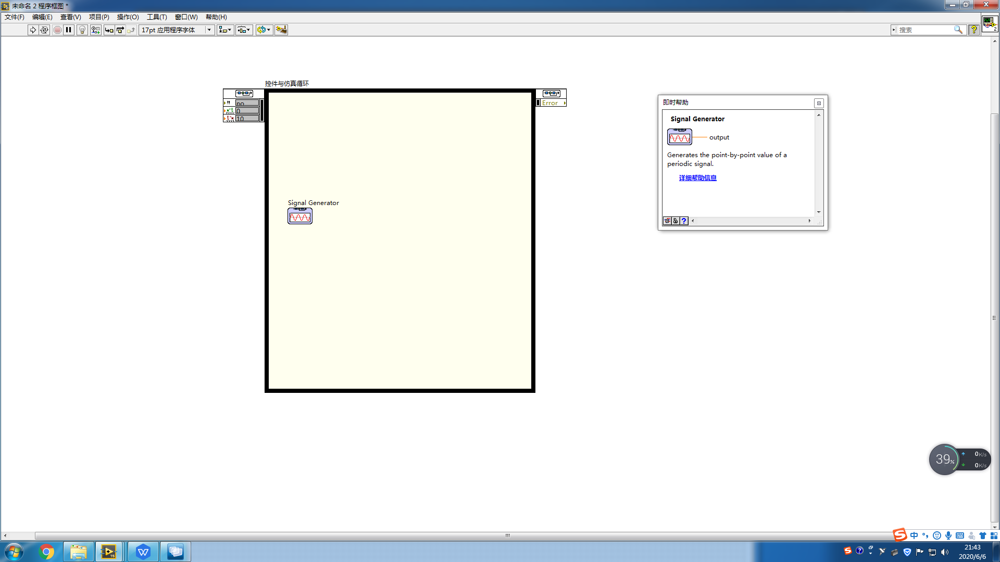 未命名 2 程序框图 *
文件(F) 编辑(E) 查看(V) 项目(P) 操作(O) 工具(T) 窗口(W) 帮助(H)
17pt 应用程序字体
搜索
2
控件与仿真循环
no
0
10
Error
Signal Generator
即时帮助
Signal Generator
output
Generates the point-by-point value of a
periodic signal.
详细帮助信息
39%
0K/s
0K/s
中
15
21:43
2020/6/6